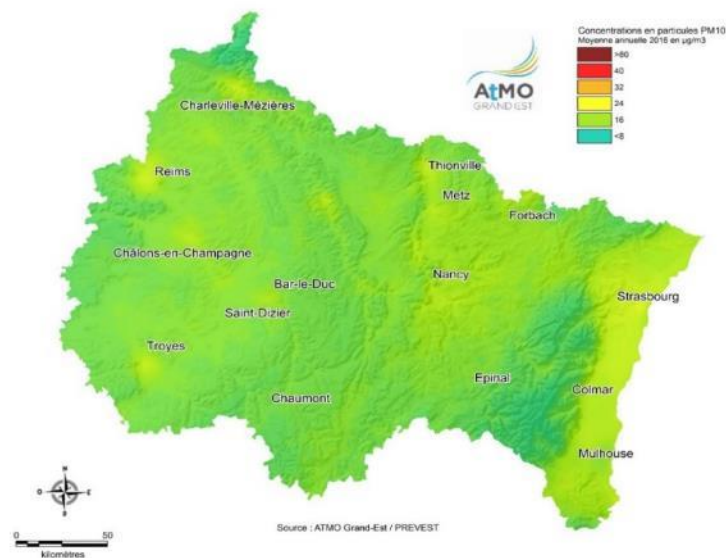 Concentrations en particules PM10
Moyenne annuelle 2016 en µg/m3
>60
40
32
24
16
<8
AtMO
GRAND EST
Charleville-Mézières
Reims
Thionville
Metz
Forbach
Châlons-en-Champagne
Bar-le-Duc
Nancy
Strasbourg
Saint-Dizier
Troyes
Epinal
Colmar
Chaumont
Mulhouse
N
O
E
S
0
50
kilomètres
Source : ATMO Grand-Est / PREVEST